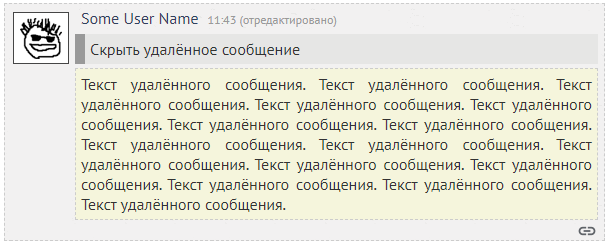 Some User Name 11:43 (отредактировано)
Скрыть удалённое сообщение
Текст удалённого сообщения. Текст удалённого сообщения. Текст
удалённого сообщения. Текст удалённого сообщения. Текст удалённого
сообщения. Текст удалённого сообщения. Текст удалённого сообщения.
Текст удалённого сообщения. Текст удалённого сообщения. Текст
удалённого сообщения. Текст удалённого сообщения. Текст удалённого
сообщения. Текст удалённого сообщения. Текст удалённого сообщения.
Текст удалённого сообщения.